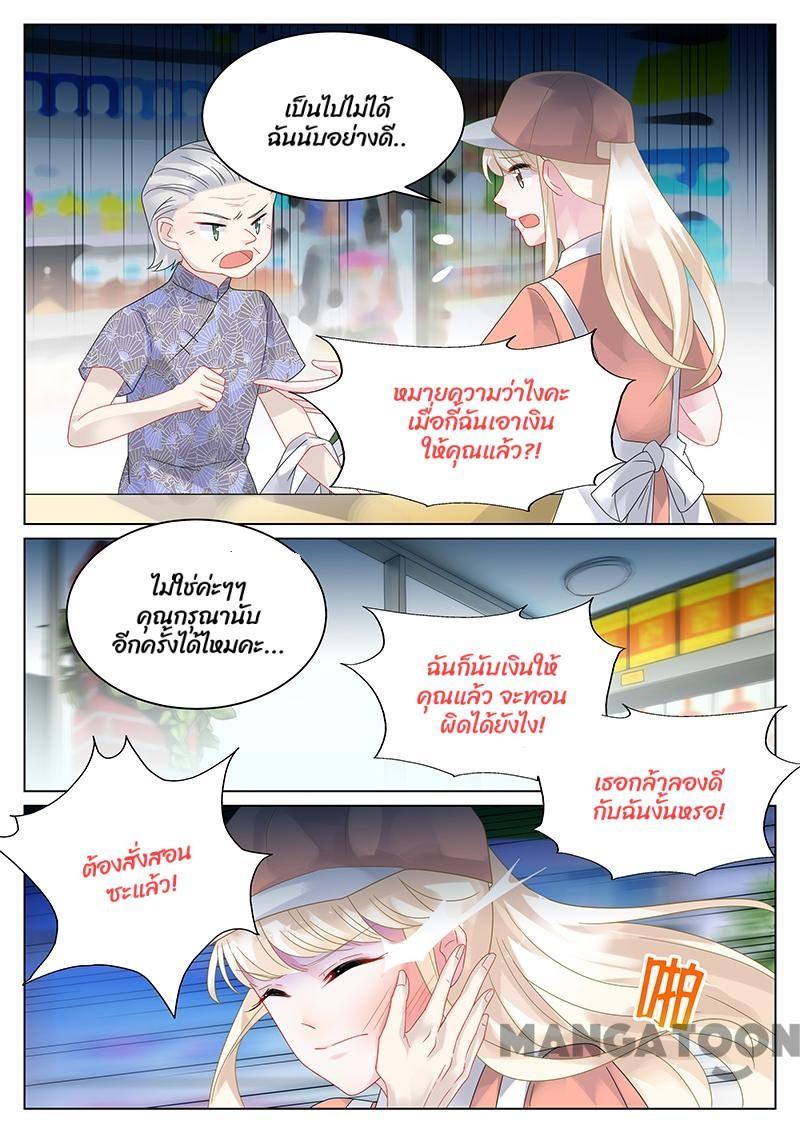 เป็นไปไม่ได้
ฉันนับอย่างดี..
หมายความว่าไงคะ
เมื่อกี้ฉันเอาเงิน
ให้คุณแล้ว?!
ไม่ใช่ค่ะๆๆ
คุณกรุณานับ
อีกครั้งได้ไหมคะ...
ฉันก็นับเงินให้
คุณแล้ว จะทอน
ผิดได้ยังไง!
เธอกล้าลองดี
กับฉันงั้นหรอ!
ต้องสั่งสอน
ซะแล้ว!
啪
MANGATOON